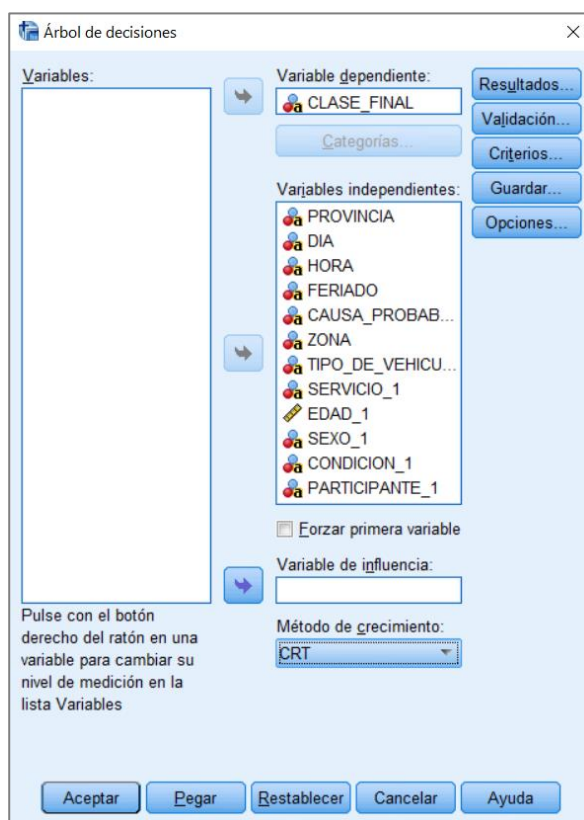 Árbol de decisiones
Variables:
Variable dependiente:
CLASE_FINAL
Categorías...
Variables independientes:
PROVINCIA
DIA
HORA
FERIADO
CAUSA_PROBAB...
ZONA
TIPO_DE_VEHICU...
SERVICIO_1
EDAD_1
SEXO_1
CONDICION_1
PARTICIPANTE_1
Forzar primera variable
Variable de influencia:
Método de crecimiento:
CRT
Resultados...
Validación...
Criterios...
Guardar...
Opciones...
Pulse con el botón
derecho del ratón en una
variable para cambiar su
nivel de medición en la
lista Variables
Aceptar
Pegar
Restablecer
Cancelar
Ayuda